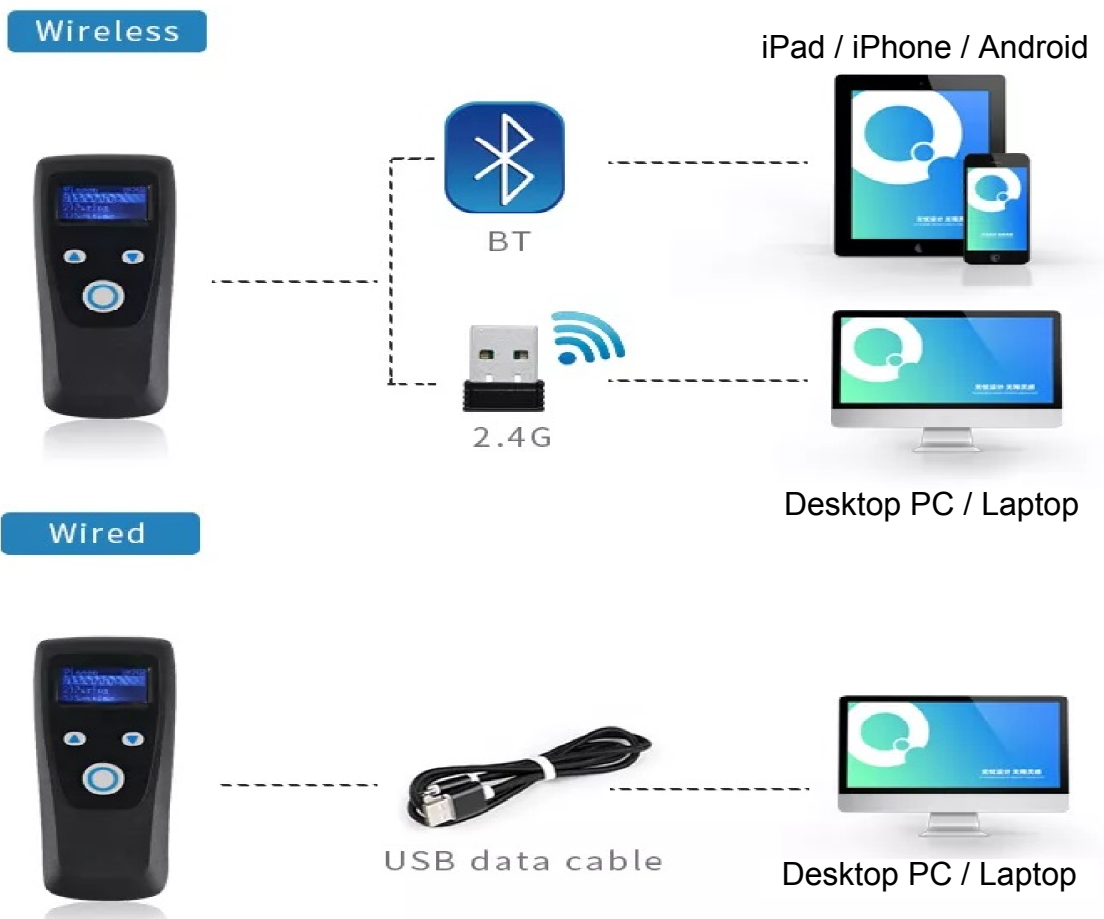 Wireless
iPad / iPhone / Android
BT
2.4G
Desktop PC / Laptop
Wired
USB data cable
Desktop PC / Laptop